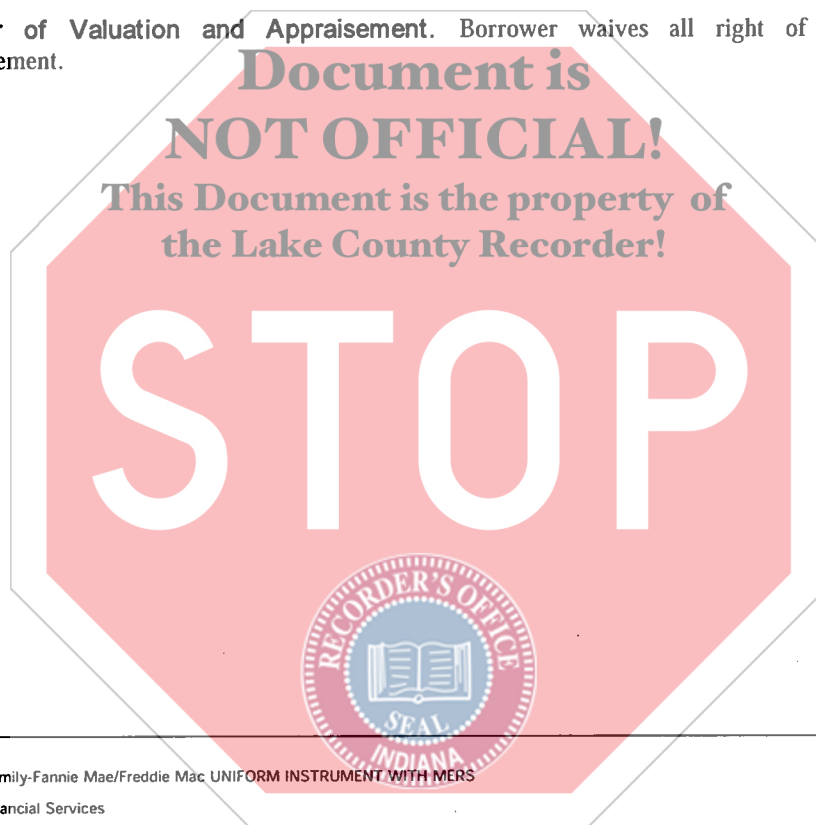 of Valuation and Appraisement. Borrower waives all right of
ement.
Document is
NOT OFFICIAL!
This Document is the property of
the Lake County Recorder!
STOP
RECORDER'S OFFICE
SEAL
INDIANA
mily-Fannie Mae/Freddie Mac UNIFORM INSTRUMENT WITH MERS
ancial Services